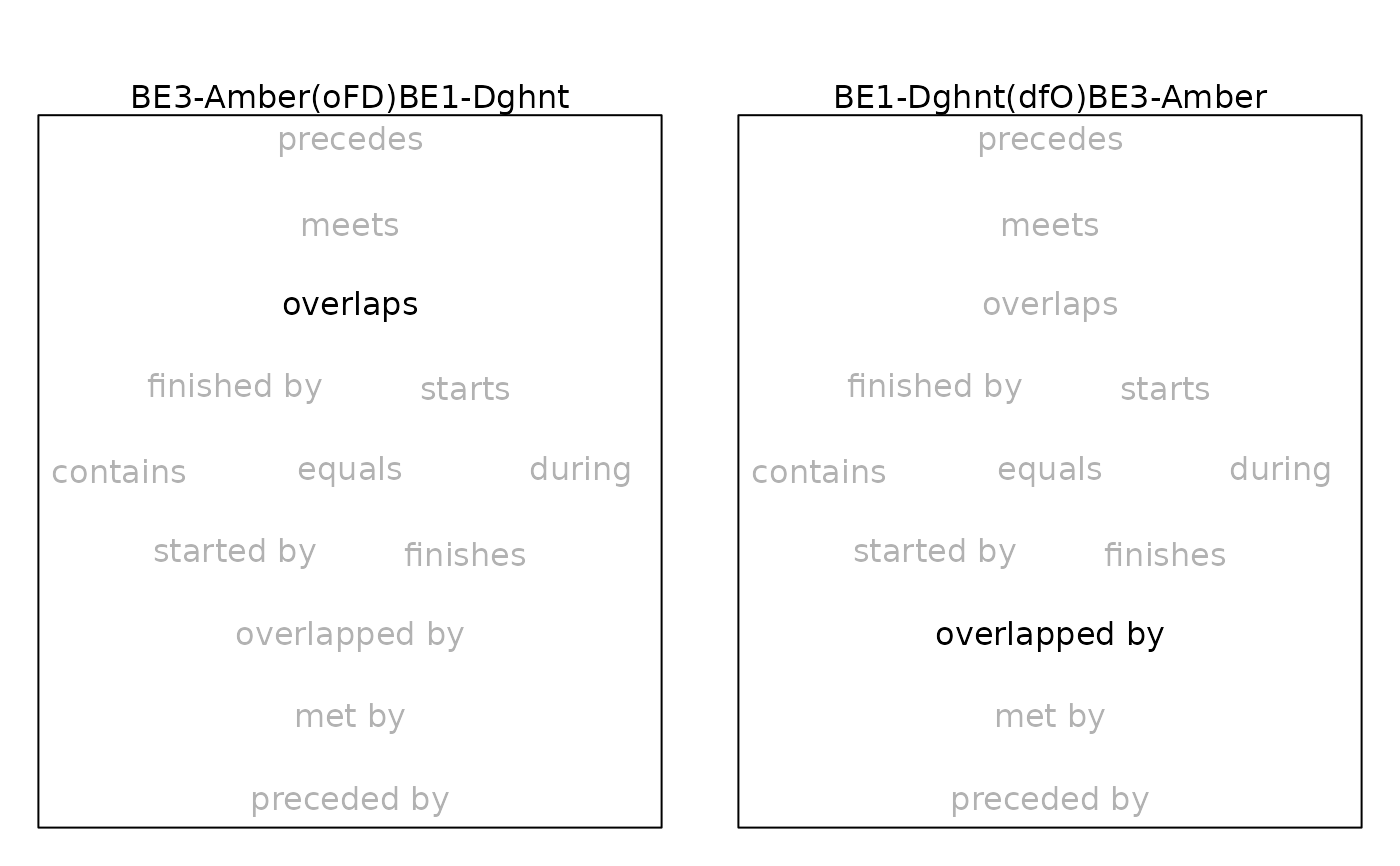 BE3-Amber(oFD)BE1-Dghnt
precedes
meets
overlaps
finished by starts
contains equals during
started by finishes
overlapped by
met by
preceded by
BE1-Dghnt(dfO)BE3-Amber
precedes
meets
overlaps
finished by starts
contains equals during
started by finishes
overlapped by
met by
preceded by